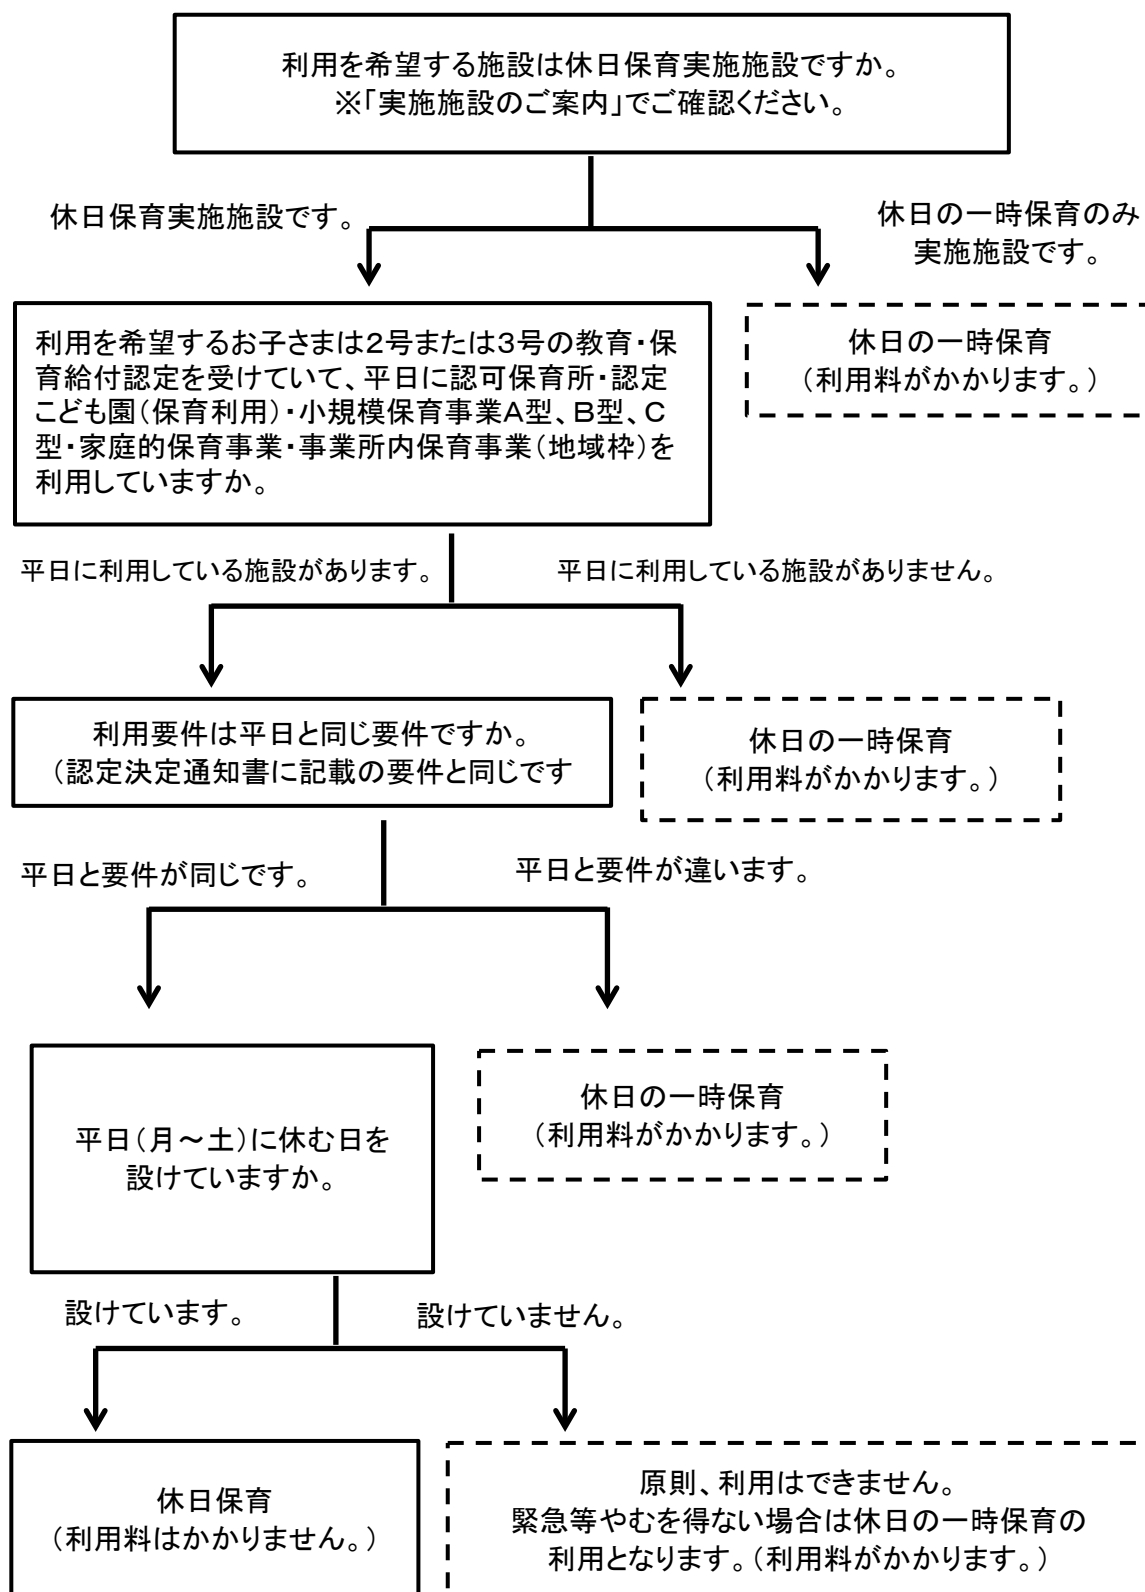 利用を希望する施設は休日保育実施施設ですか。
※「実施施設のご案内」でご確認ください。
休日保育実施施設です。
休日の一時保育のみ
実施施設です。
利用を希望するお子さまは2号または3号の教育・保
育給付認定を受けていて、平日に認可保育所・認定
こども園（保育利用）・小規模保育事業A型、B型、C
型・家庭的保育事業・事業所内保育事業（地域枠）を
利用していますか。
休日の一時保育
（利用料がかかります。）
平日に利用している施設があります。
平日に利用している施設がありません。
利用要件は平日と同じ要件ですか。
（認定決定通知書に記載の要件と同じです
休日の一時保育
（利用料がかかります。）
平日と要件が同じです。
平日と要件が違います。
平日（月～土）に休む日を
設けていますか。
休日の一時保育
（利用料がかかります。）
設けています。
設けていません。
休日保育
（利用料はかかりません。）
原則、利用はできません。
緊急等やむを得ない場合は休日の一時保育の
利用となります。（利用料がかかります。）